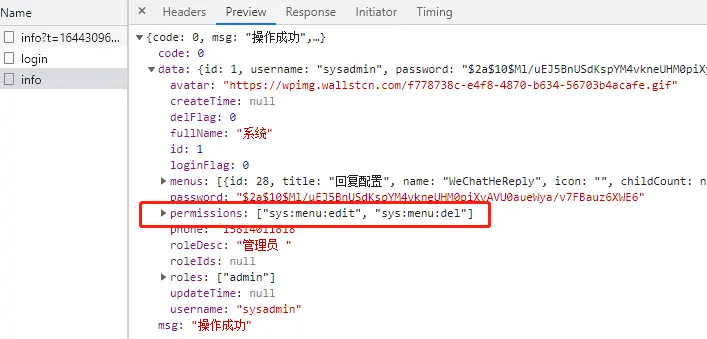 Name
Headers Preview Response Initiator Timing
info?t=16443096...
login
info
{code: 0, msg: "操作成功",…}
code: 0
data: {id: 1, username: "sysadmin", password: "$2a$10$Ml/uEJ5BnUSdKspYM4vkneUHM0piXy
avatar: "https://wpimg.wallstcn.com/f778738c-e4f8-4870-b634-56703b4acafe.gif"
createTime: null
delFlag: 0
fullName: "系统"
id: 1
loginFlag: 0
menus: [{id: 28, title: "回复配置", name: "WeChatHeReply", icon: "", childCount: n
password: "$2a$10$Ml/uEJ5BnUSdKspYM4vkneUHM0piXyAVU0aueWya/v7FBauz6XWE6"
permissions: ["sys:menu:edit", "sys:menu:del"]
phone: "15814011818"
roleDesc: "管理员 "
roleIds: null
roles: ["admin"]
updateTime: null
username: "sysadmin"
msg: "操作成功"